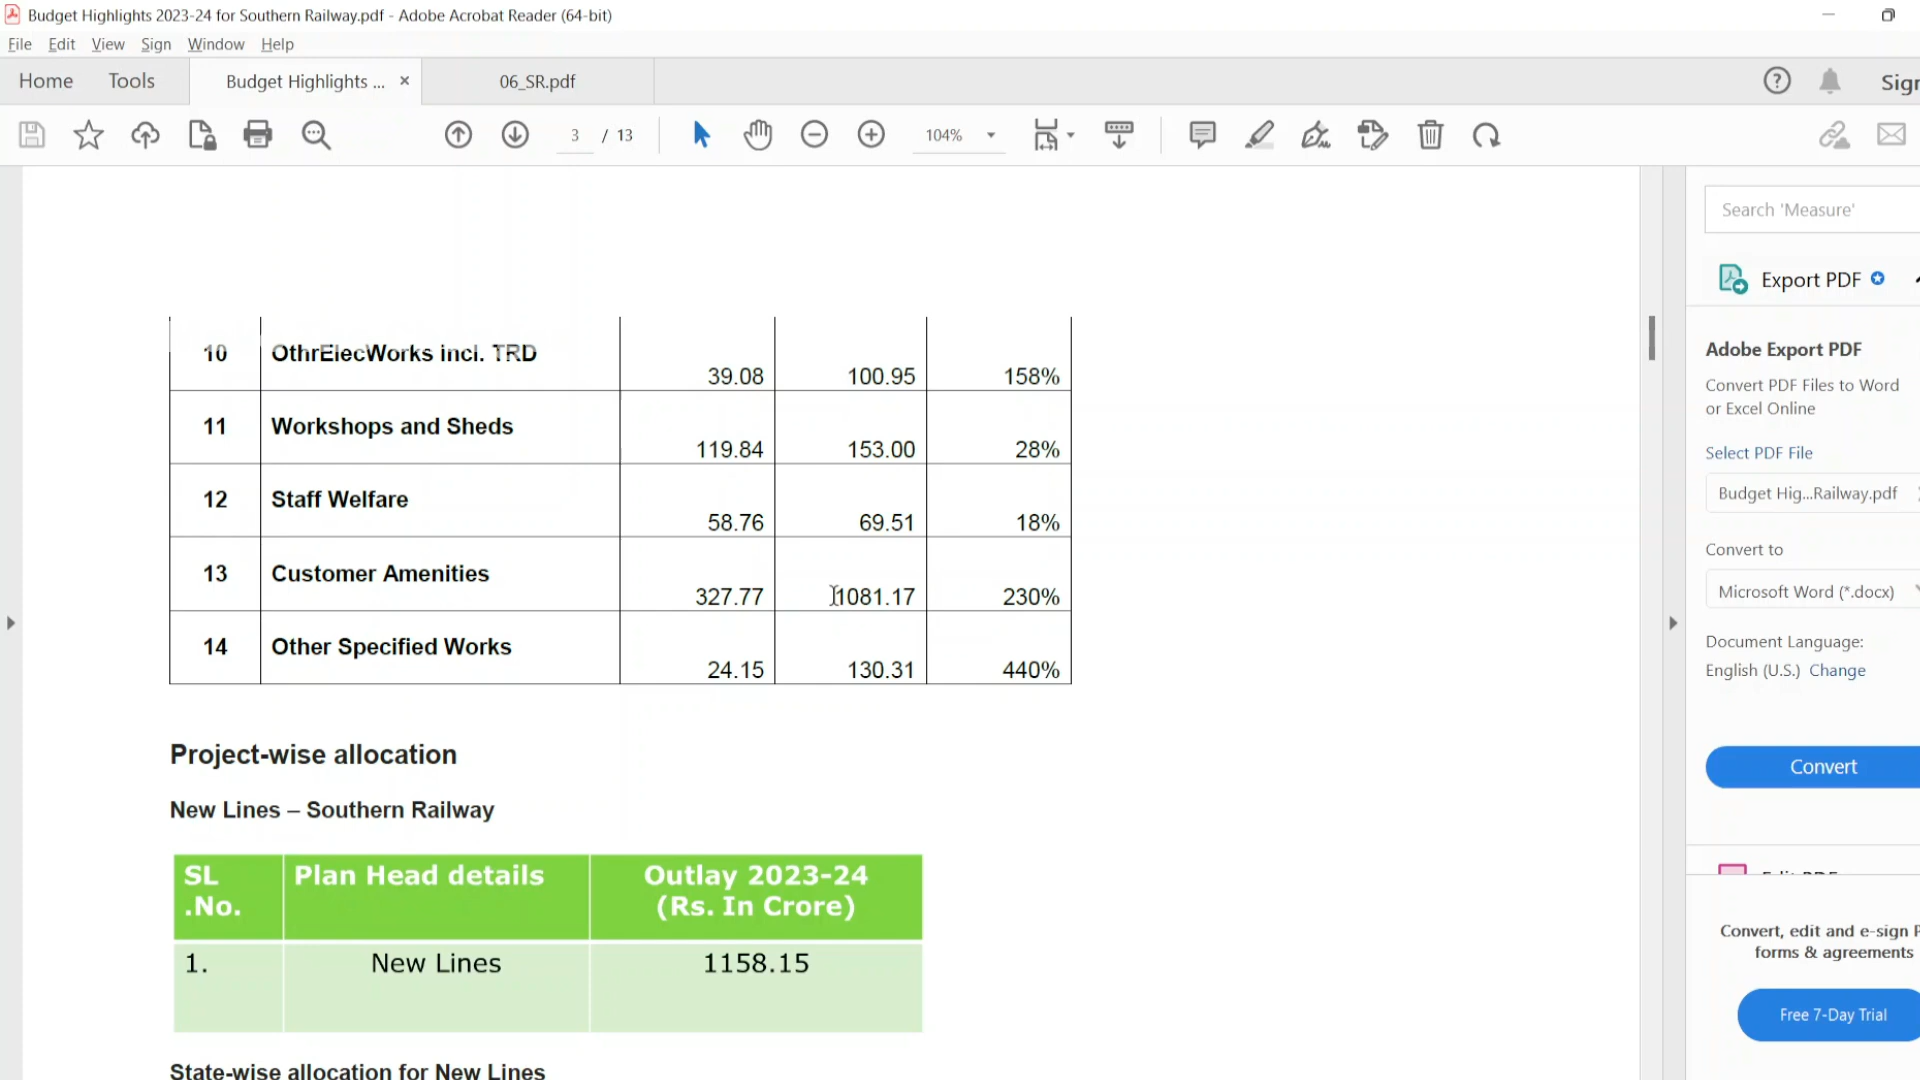 Budget Highlights 2023-24 for Southern Railway.pdf - Adobe Acrobat Reader (64-bit)
File Edit View Sign Window Help
Home Tools Budget Highlights ... × 06_SR.pdf Sign
3 / 13 104%
10 OthrElecWorks incl. TRD 39.08 100.95 158%
11 Workshops and Sheds 119.84 153.00 28%
12 Staff Welfare 58.76 69.51 18%
13 Customer Amenities 327.77 1081.17 230%
14 Other Specified Works 24.15 130.31 440%
Project-wise allocation
New Lines – Southern Railway
SL .No. Plan Head details Outlay 2023-24 (Rs. In Crore)
1. New Lines 1158.15
State-wise allocation for New Lines
Search 'Measure'
Export PDF
Adobe Export PDF
Convert PDF Files to Word
or Excel Online
Select PDF File
Budget Hig...Railway.pdf
Convert to
Microsoft Word (*.docx)
Document Language:
English (U.S.) Change
Convert
Convert, edit and e-sign
forms & agreements
Free 7-Day Trial